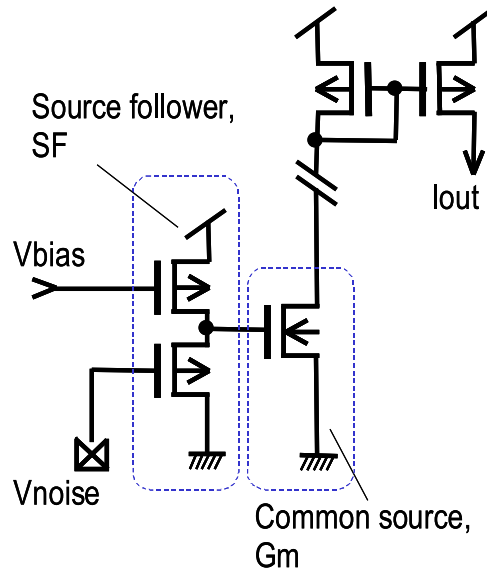 Source follower,
SF
Vbias
Iout
Vnoise
Common source,
Gm